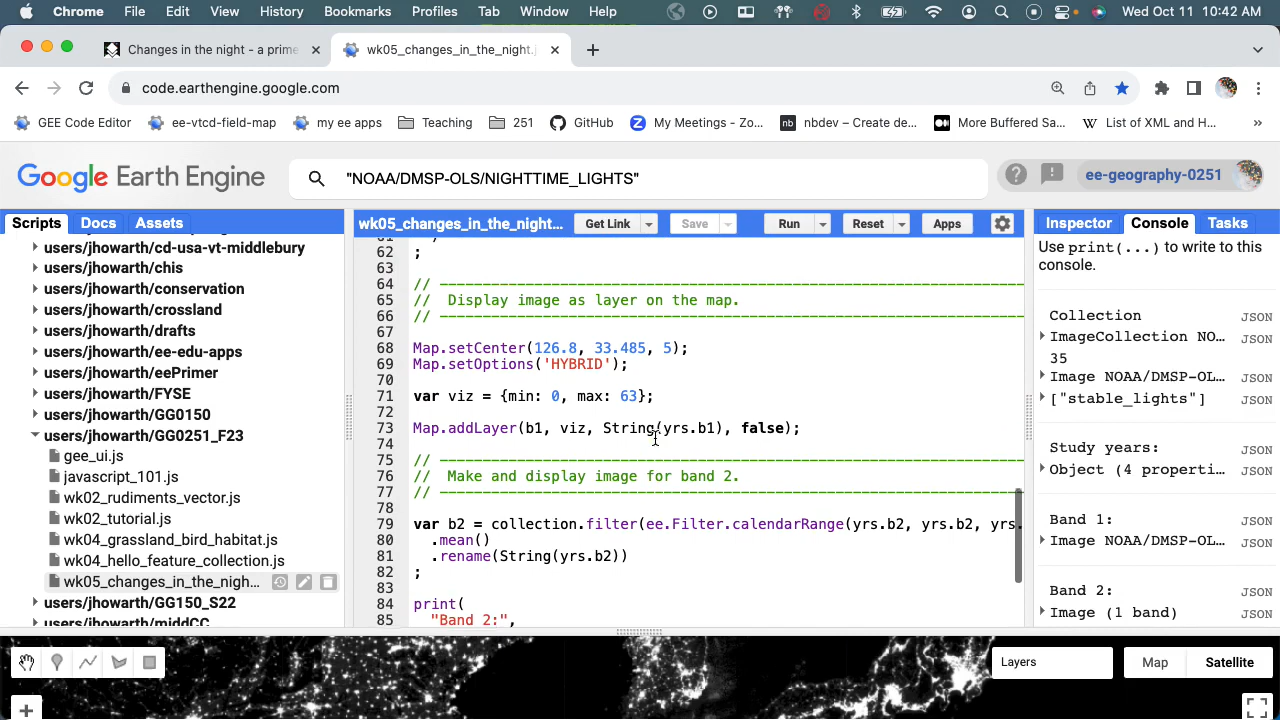 Chrome File Edit View History Bookmarks Profiles Tab Window Help Wed Oct 11 10:42 AM
Changes in the night - a prime
wk05_changes_in_the_night.j
code.earthengine.google.com
GEE Code Editor ee-vtcd-field-map my ee apps Teaching 251 GitHub My Meetings - Zo... nb nbdev – Create de... More Buffered Sa... W List of XML and H... »
Google Earth Engine
"NOAA/DMSP-OLS/NIGHTTIME_LIGHTS"
ee-geography-0251
Scripts Docs Assets
users/jhowarth/cd-usa-vt-middlebury
users/jhowarth/chis
users/jhowarth/conservation
users/jhowarth/crossland
users/jhowarth/drafts
users/jhowarth/ee-edu-apps
users/jhowarth/eePrimer
users/jhowarth/FYSE
users/jhowarth/GG0150
users/jhowarth/GG0251_F23
gee_ui.js
javascript_101.js
wk02_rudiments_vector.js
wk02_tutorial.js
wk04_grassland_bird_habitat.js
wk04_hello_feature_collection.js
wk05_changes_in_the_nigh...
users/jhowarth/GG150_S22
users/jhowarth/middCC
wk05_changes_in_the_night... Get Link Save Run Reset Apps
62 ;
63
64 // ----------------------------------------------------------------
65 //  Display image as layer on the map.
66 // ----------------------------------------------------------------
67
68 Map.setCenter(126.8, 33.485, 5);
69 Map.setOptions('HYBRID');
70
71 var viz = {min: 0, max: 63};
72
73 Map.addLayer(b1, viz, String(yrs.b1), false);
74
75 // ----------------------------------------------------------------
76 //  Make and display image for band 2.
77 // ----------------------------------------------------------------
78
79 var b2 = collection.filter(ee.Filter.calendarRange(yrs.b2, yrs.b2, yrs.
80   .mean()
81   .rename(String(yrs.b2))
82 ;
83
84 print(
85   "Band 2:",
Inspector Console Tasks
Use print(...) to write to this
console.
Collection JSON
ImageCollection NO... JSON
35
Image NOAA/DMSP-OL... JSON
["stable_lights"] JSON
Study years: JSON
Object (4 properti... JSON
Band 1: JSON
Image NOAA/DMSP-OL... JSON
Band 2: JSON
Image (1 band) JSON
Layers
Map Satellite
+